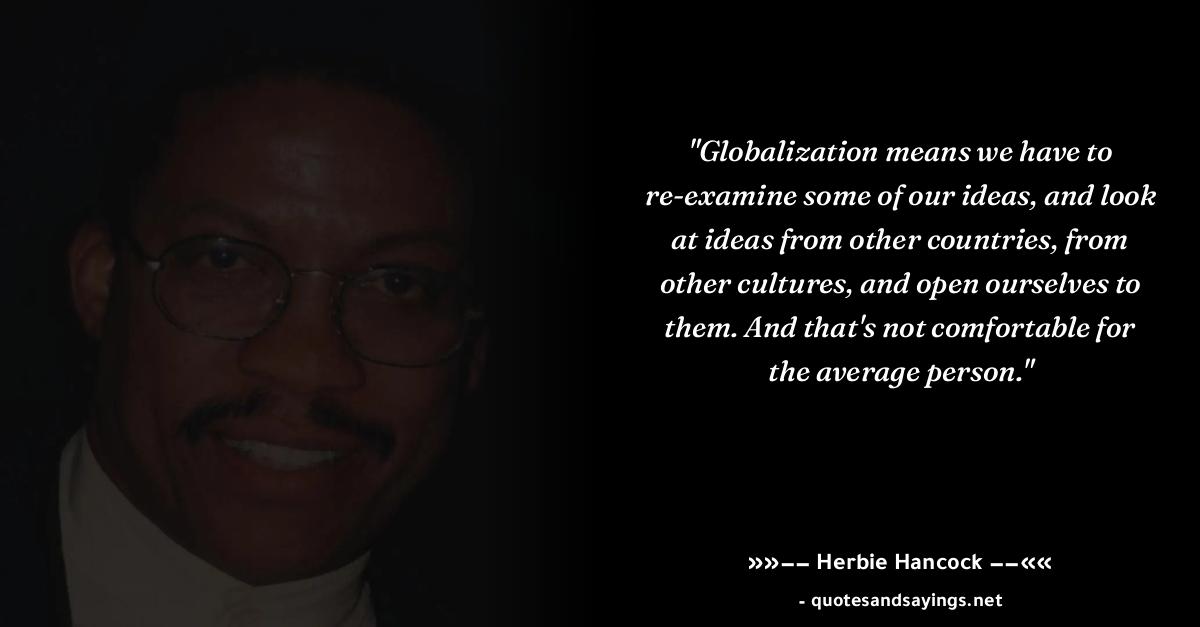 "Globalization means we have to
re-examine some of our ideas, and look
at ideas from other countries, from
other cultures, and open ourselves to
them. And that's not comfortable for
the average person."
»»–– Herbie Hancock ––««
- quotesandsayings.net